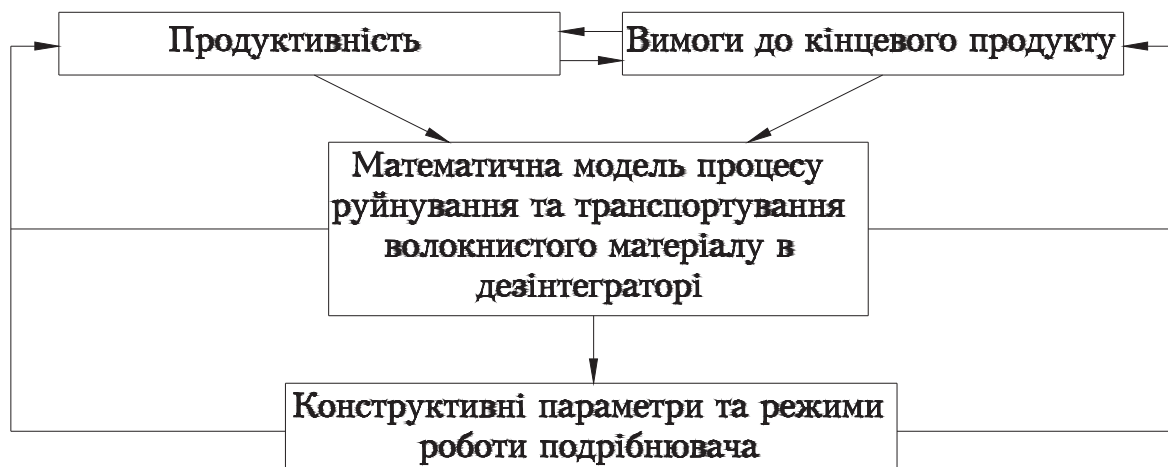 Продуктивність
Вимоги до кінцевого продукту
Математична модель процесу
руйнування та транспортування
волокнистого матеріалу в
дезінтеграторі
Конструктивні параметри та режими
роботи подрібнювача